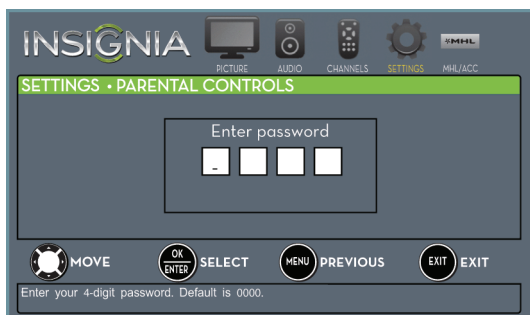 INSIGNIA
PICTURE AUDIO CHANNELS SETTINGS MHL MHL/ACC
SETTINGS • PARENTAL CONTROLS
Enter password
_
MOVE OK ENTER SELECT MENU PREVIOUS EXIT EXIT
Enter your 4-digit password. Default is 0000.